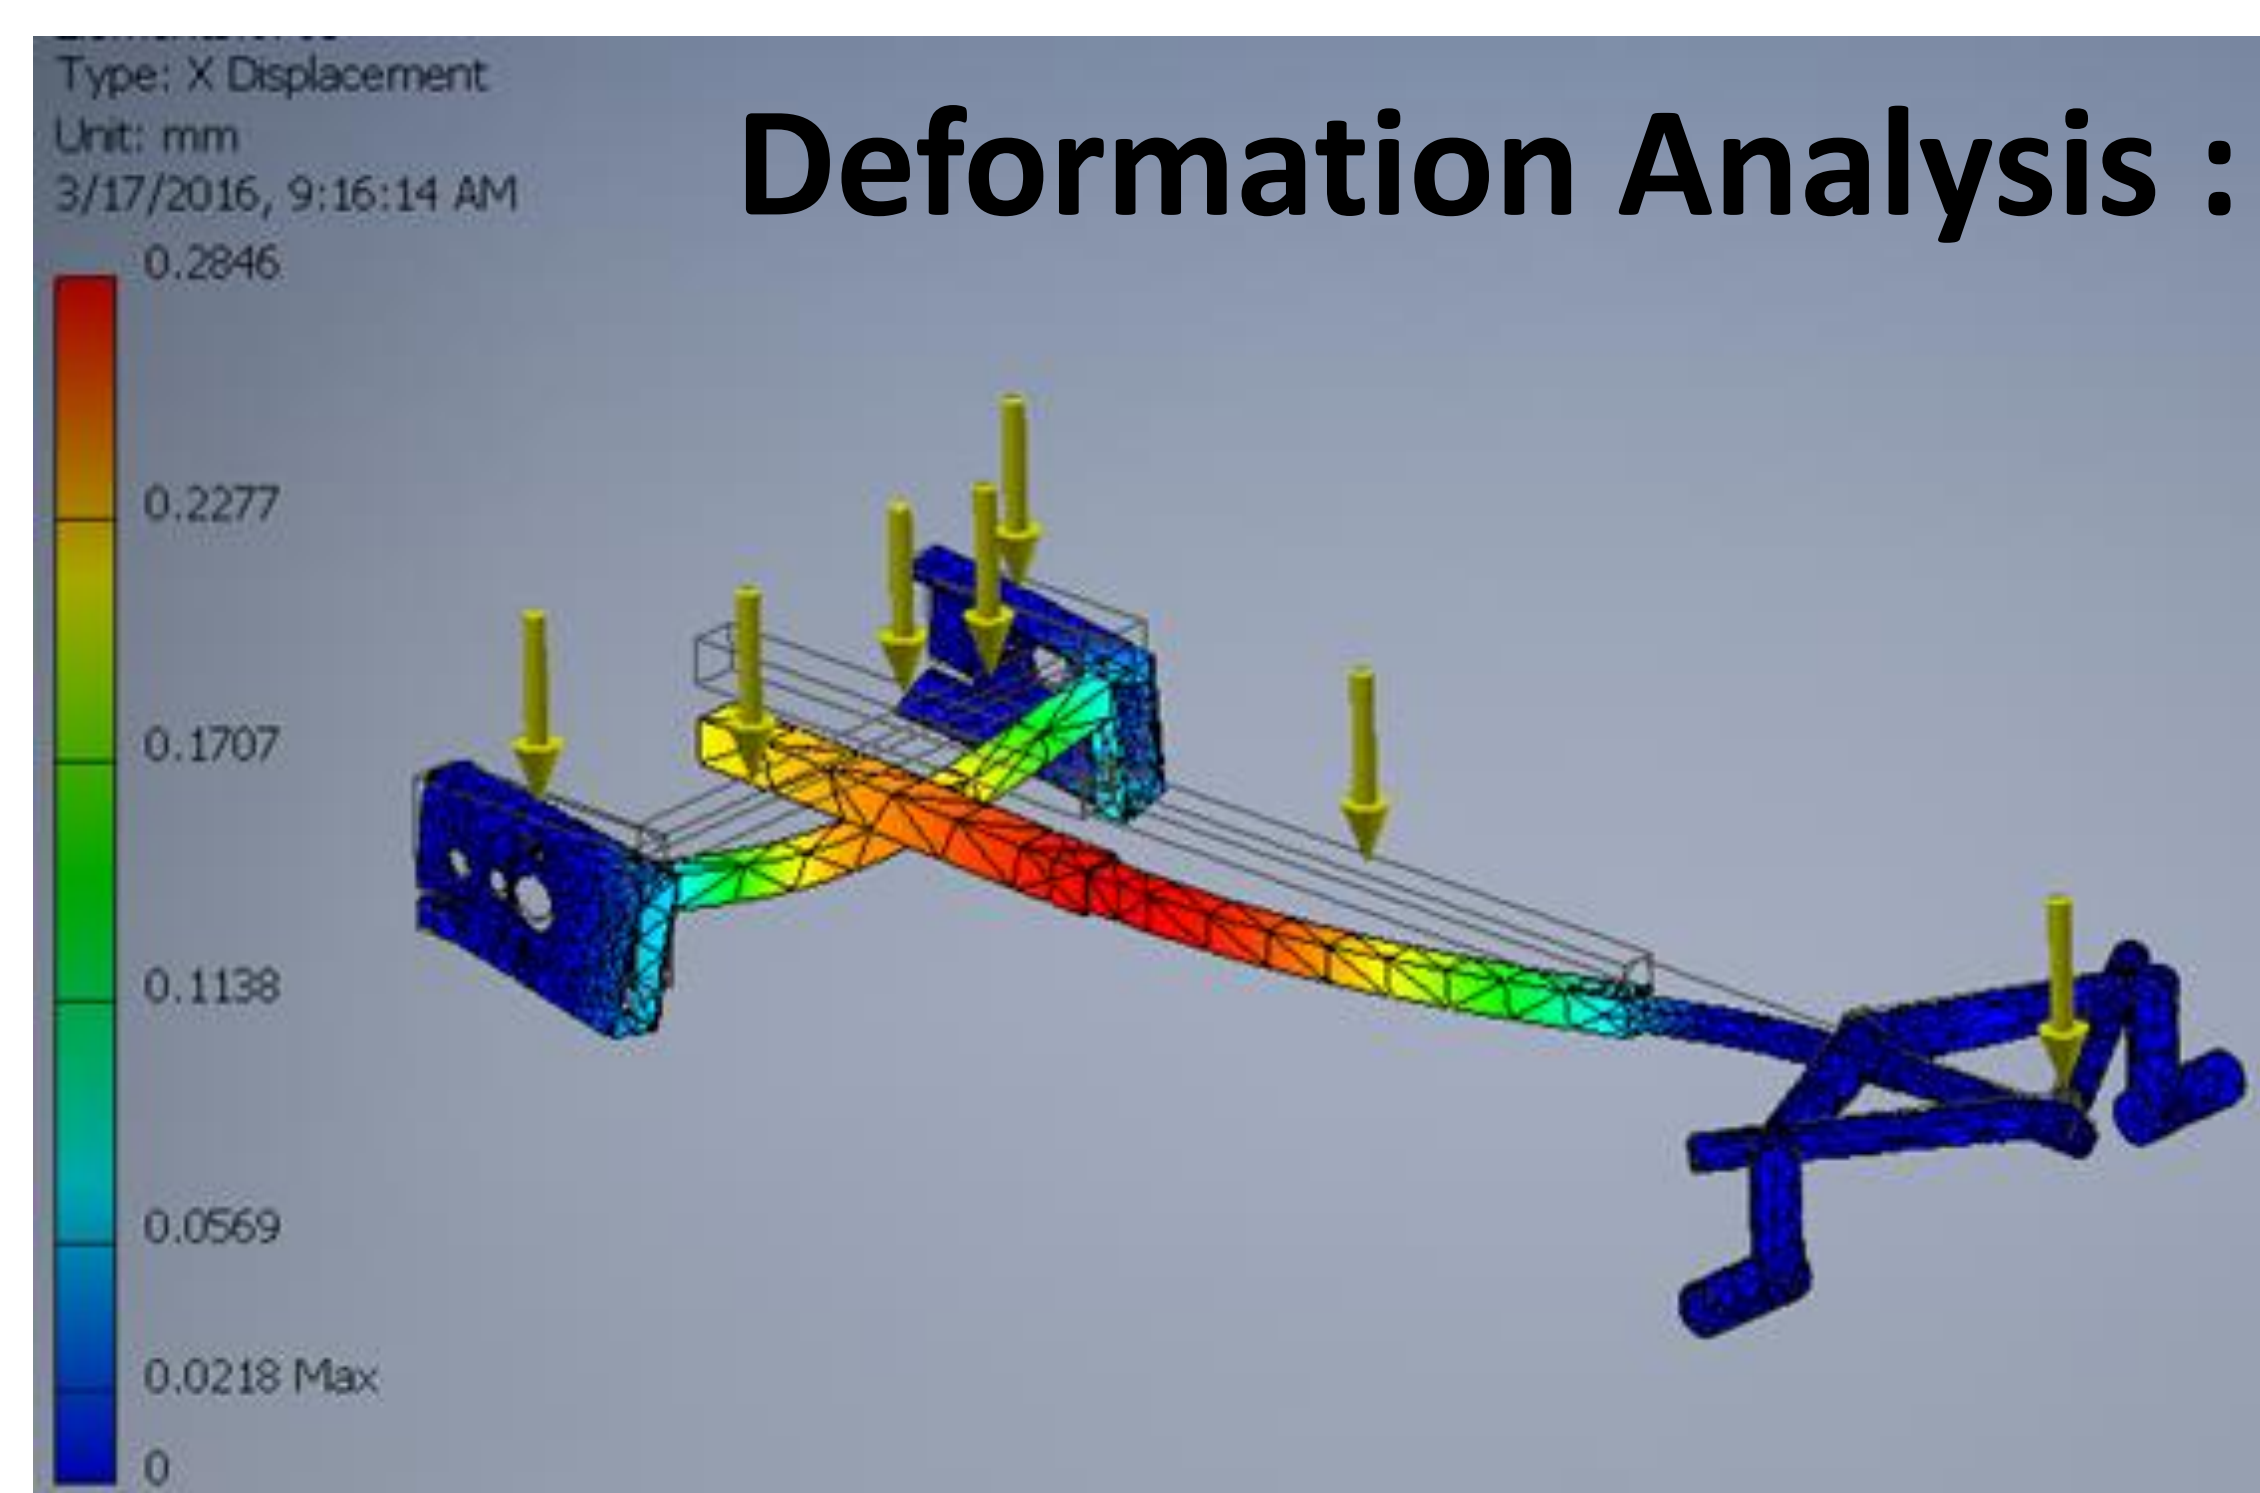 Type: X Displacement
Unit: mm
3/17/2016, 9:16:14 AM
Deformation Analysis :
0.2846
0.2277
0.1707
0.1138
0.0569
0.0218 Max
0